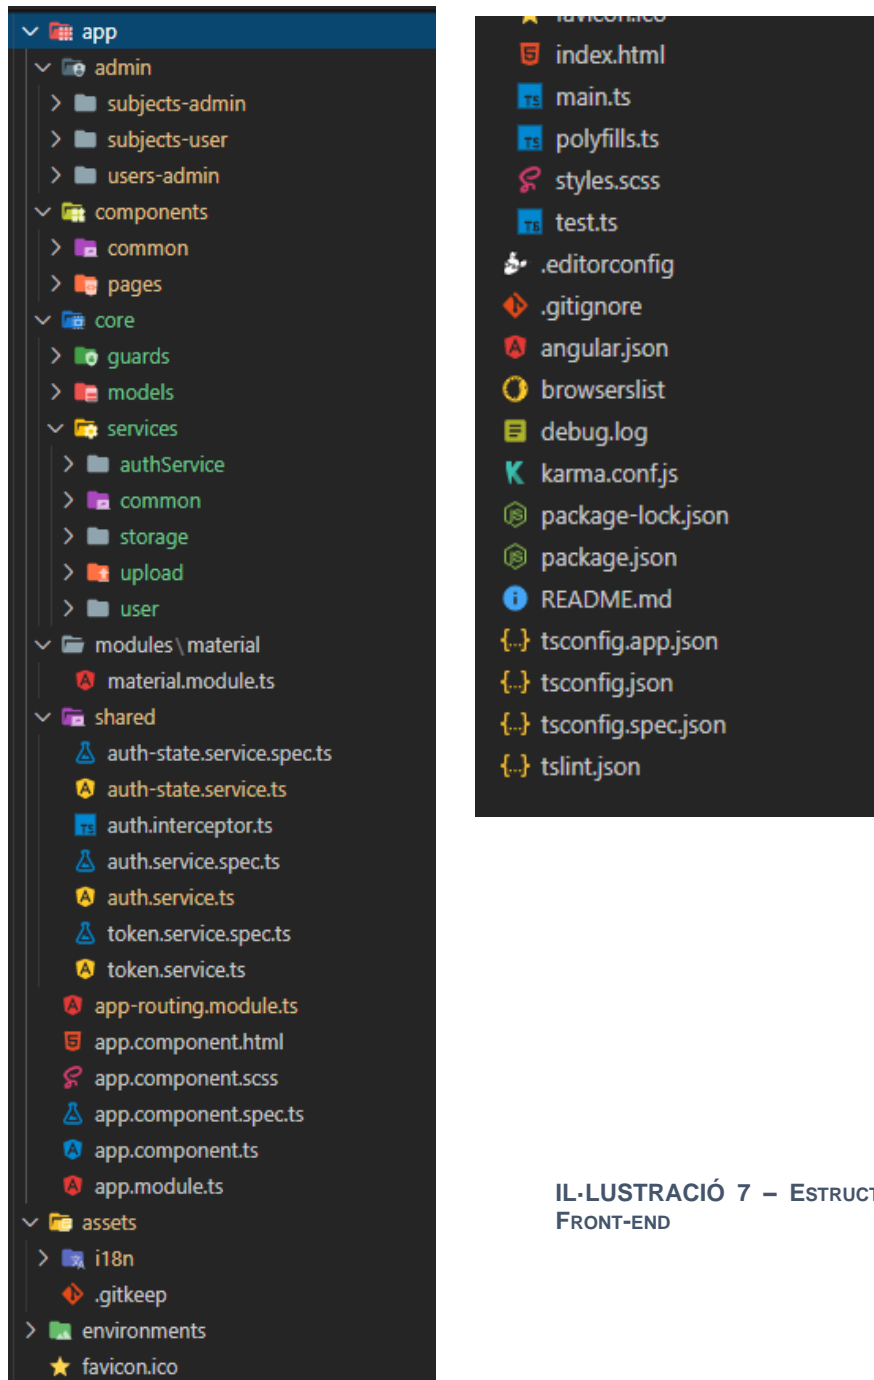 app
admin
subjects-admin
subjects-user
users-admin
components
common
pages
core
guards
models
services
authService
common
storage
upload
user
modules\material
material.module.ts
shared
auth-state.service.spec.ts
auth-state.service.ts
auth.interceptor.ts
auth.service.spec.ts
auth.service.ts
token.service.spec.ts
token.service.ts
app-routing.module.ts
app.component.html
app.component.scss
app.component.spec.ts
app.component.ts
app.module.ts
assets
i18n
.gitkeep
environments
favicon.ico
favicon.ico
index.html
main.ts
polyfills.ts
styles.scss
test.ts
.editorconfig
.gitignore
angular.json
browserslist
debug.log
karma.conf.js
package-lock.json
package.json
README.md
tsconfig.app.json
tsconfig.json
tsconfig.spec.json
tslint.json
IL·LUSTRACIÓ 7 – ESTRUCT
FRONT-END